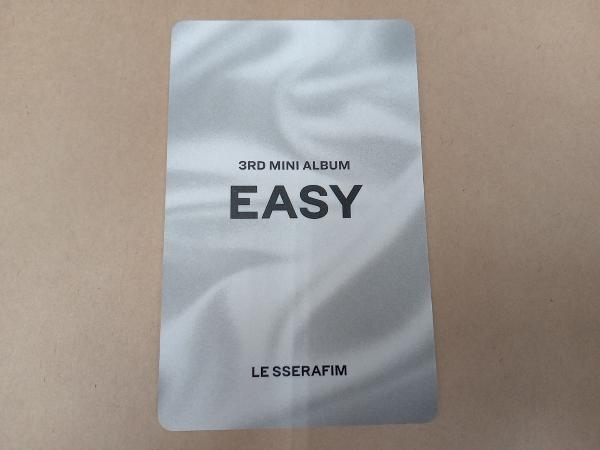 3RD MINI ALBUM
EASY
LE SSERAFIM